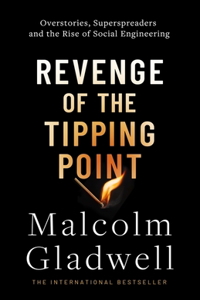 Overstories, Superspreaders
and the Rise of Social Engineering
REVENGE
OF THE
TIPPING
POINT
Malcolm
Gladwell
THE INTERNATIONAL BESTSELLER